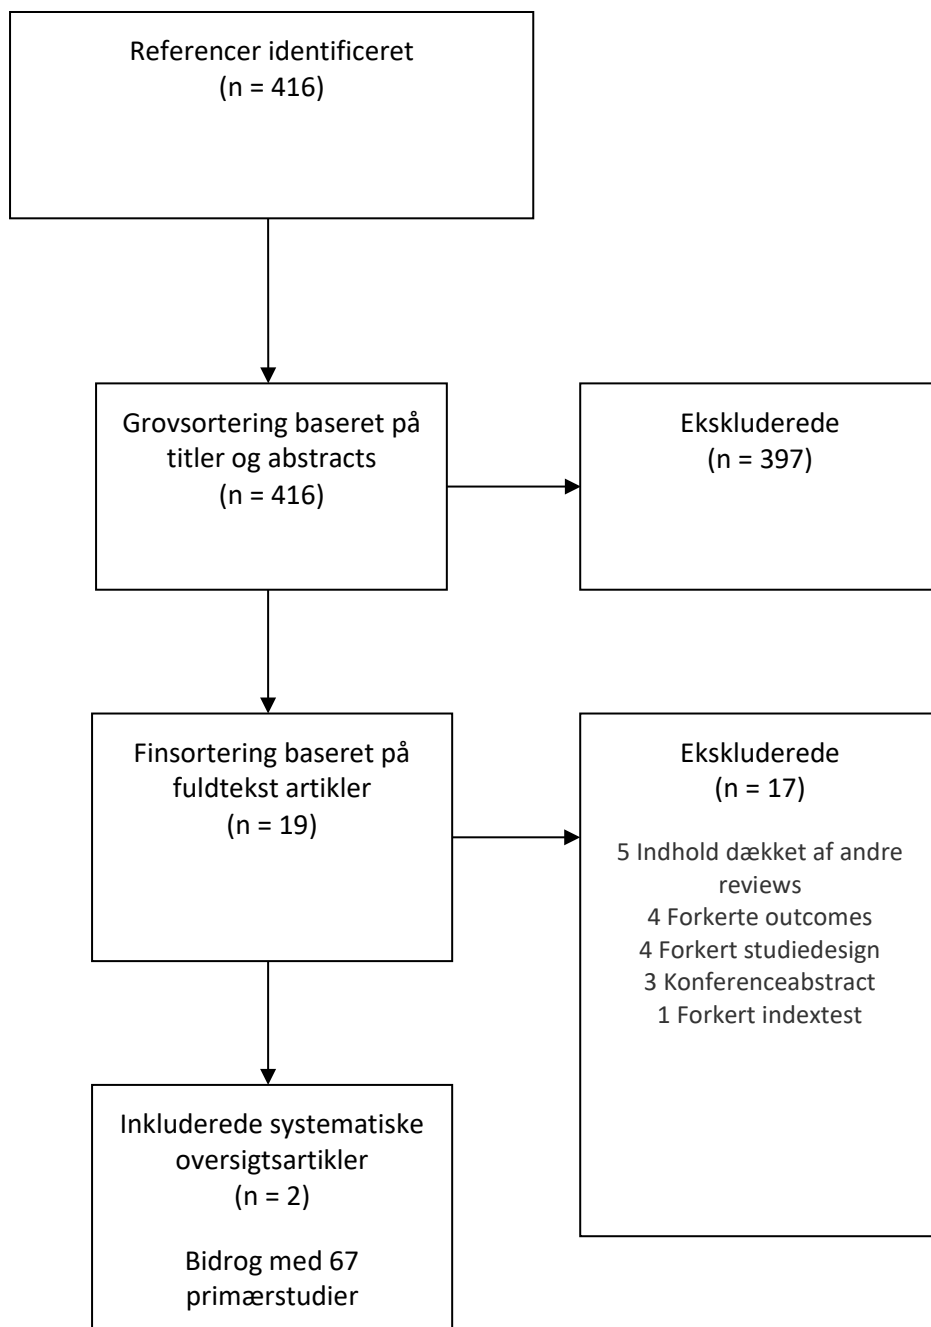 Referencer identificeret
(n = 416)
Grovsortering baseret på
titler og abstracts
(n = 416)
Ekskluderede
(n = 397)
Finsortering baseret på
fuldtekst artikler
(n = 19)
Ekskluderede
(n = 17)
5 Indhold dækket af andre
reviews
4 Forkerte outcomes
4 Forkert studiedesign
3 Konferenceabstract
1 Forkert indextest
Inkluderede systematiske
oversigtsartikler
(n = 2)
Bidrog med 67
primærstudier